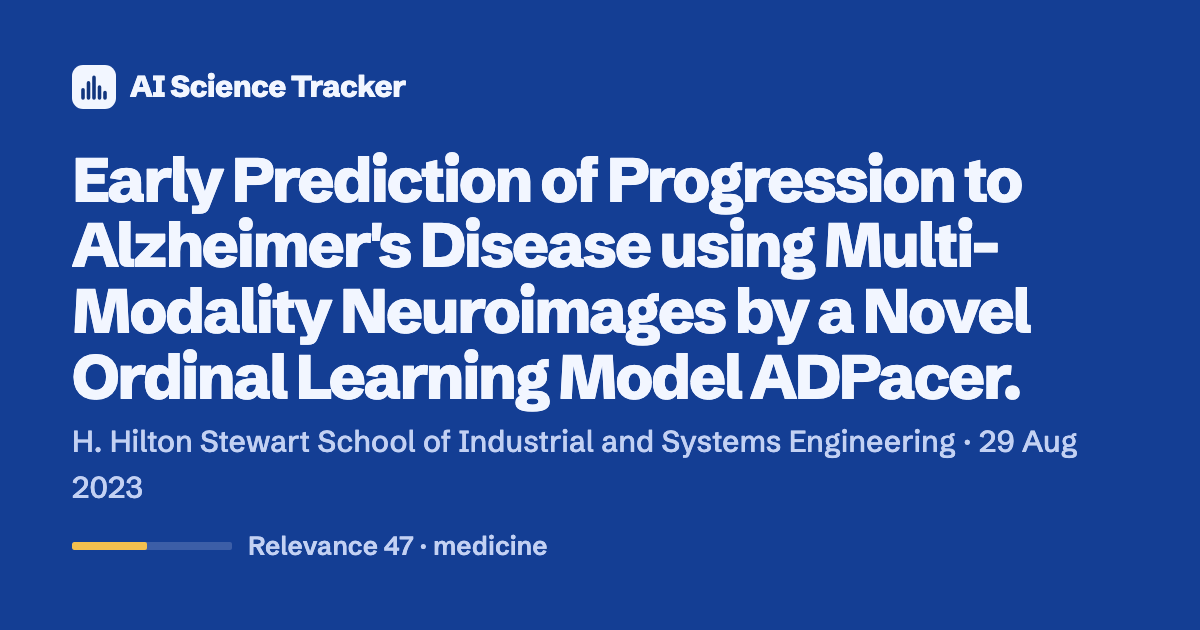 AI Science Tracker
Early Prediction of Progression to
Alzheimer's Disease using Multi-
Modality Neuroimages by a Novel
Ordinal Learning Model ADPacer.
H. Hilton Stewart School of Industrial and Systems Engineering · 29 Aug
2023
Relevance 47 · medicine